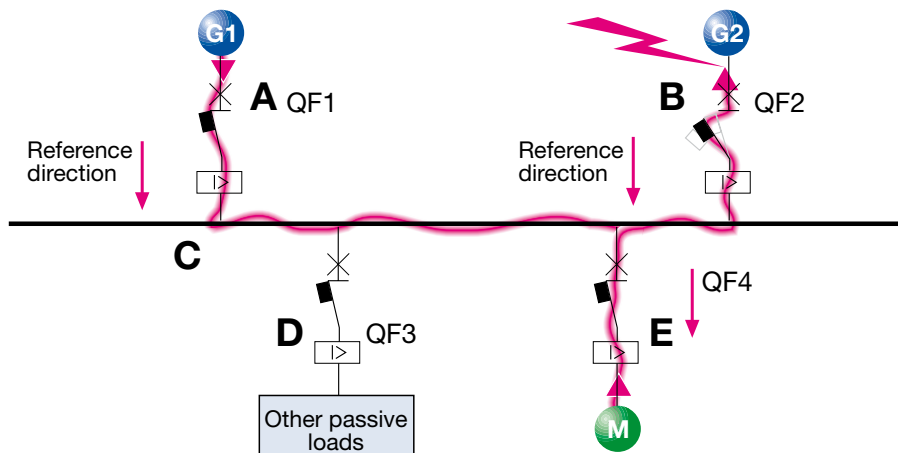 G1
G2
A QF1
B QF2
Reference
direction
Reference
direction
I>
I>
C
QF4
D QF3
E
I>
I>
Other passive
loads
M